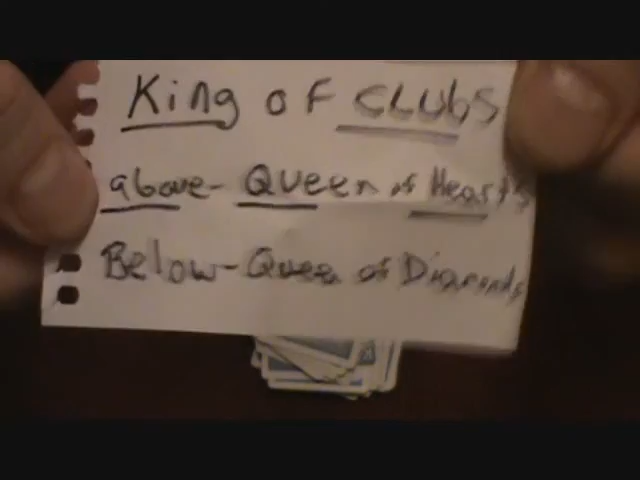 King of CLUbS
above- Queen of Hearts
Below- Queen of Diamonds